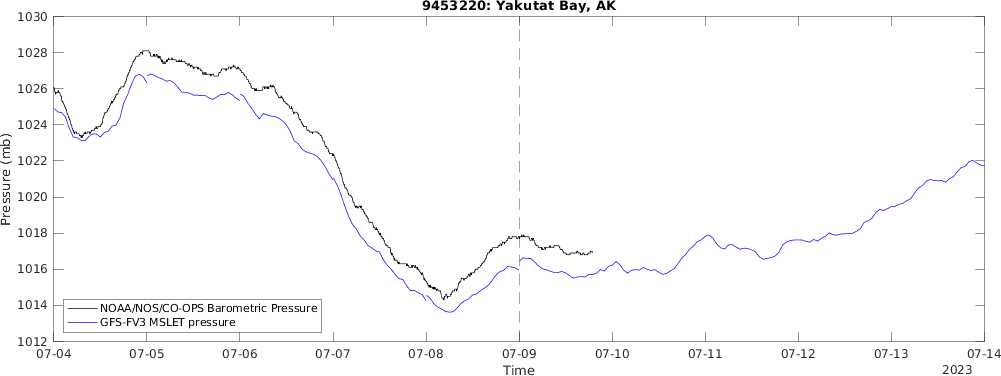 9453220: Yakutat Bay, AK
Pressure (mb)
1030
1028
1026
1024
1022
1020
1018
1016
1014
1012
NOAA/NOS/CO-OPS Barometric Pressure
GFS-FV3 MSLET pressure
07-04 07-05 07-06 07-07 07-08 07-09 07-10 07-11 07-12 07-13 07-14
Time
2023